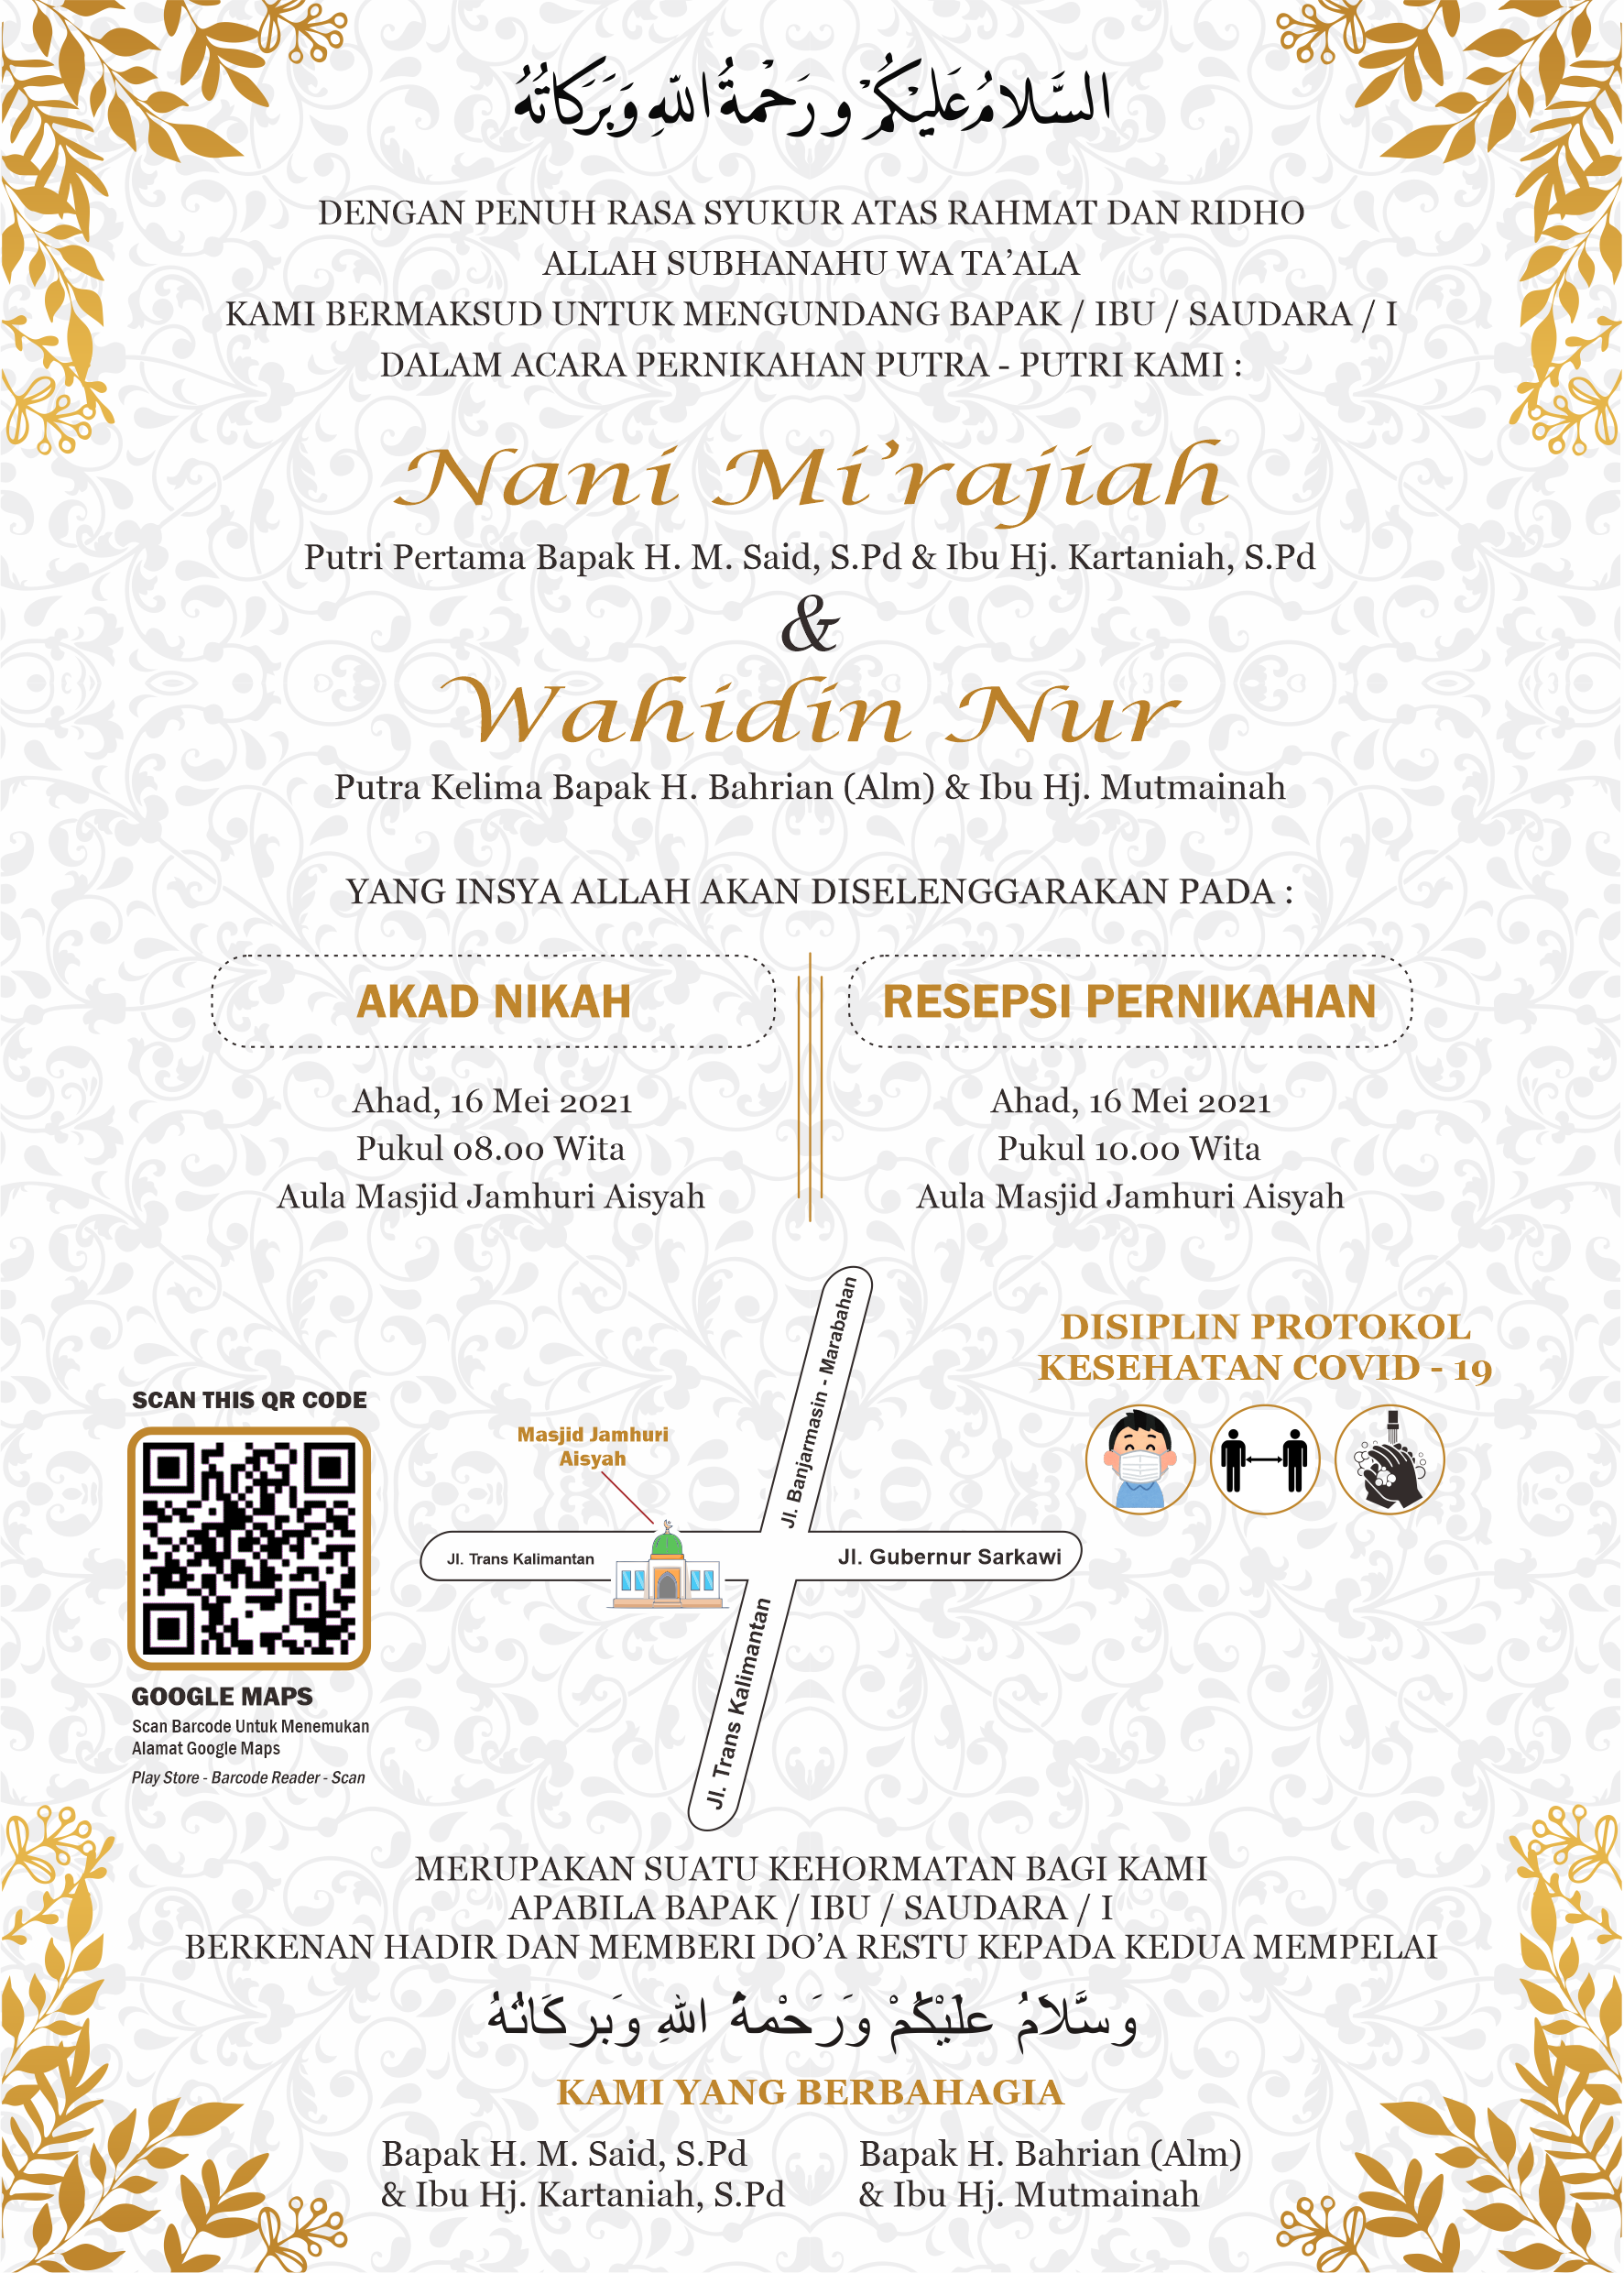 السَّلامُ عَلَيْكُمْ و رَحْمَةُ اللّٰهِ وَبَرَكَاتُهُ
DENGAN PENUH RASA SYUKUR ATAS RAHMAT DAN RIDHO
ALLAH SUBHANAHU WA TA’ALA
KAMI BERMAKSUD UNTUK MENGUNDANG BAPAK / IBU / SAUDARA / I
DALAM ACARA PERNIKAHAN PUTRA - PUTRI KAMI :
Nani Mi’rajiah
Putri Pertama Bapak H. M. Said, S.Pd & Ibu Hj. Kartaniah, S.Pd
&
Wahidin Nur
Putra Kelima Bapak H. Bahrian (Alm) & Ibu Hj. Mutmainah
YANG INSYA ALLAH AKAN DISELENGGARAKAN PADA :
AKAD NIKAH
Ahad, 16 Mei 2021
Pukul 08.00 Wita
Aula Masjid Jamhuri Aisyah
RESEPSI PERNIKAHAN
Ahad, 16 Mei 2021
Pukul 10.00 Wita
Aula Masjid Jamhuri Aisyah
SCAN THIS QR CODE
GOOGLE MAPS
Scan Barcode Untuk Menemukan
Alamat Google Maps
Play Store - Barcode Reader - Scan
Masjid Jamhuri
Aisyah
Jl. Trans Kalimantan
Jl. Banjarmasin - Marabahan
Jl. Gubernur Sarkawi
Jl. Trans Kalimantan
DISIPLIN PROTOKOL
KESEHATAN COVID - 19
MERUPAKAN SUATU KEHORMATAN BAGI KAMI
APABILA BAPAK / IBU / SAUDARA / I
BERKENAN HADIR DAN MEMBERI DO’A RESTU KEPADA KEDUA MEMPELAI
وسَّلاَمُ عَلَيْكُمْ وَرَحْمَةُ اللهِ وَبَركَاتُهُ
KAMI YANG BERBAHAGIA
Bapak H. M. Said, S.Pd
& Ibu Hj. Kartaniah, S.Pd
Bapak H. Bahrian (Alm)
& Ibu Hj. Mutmainah